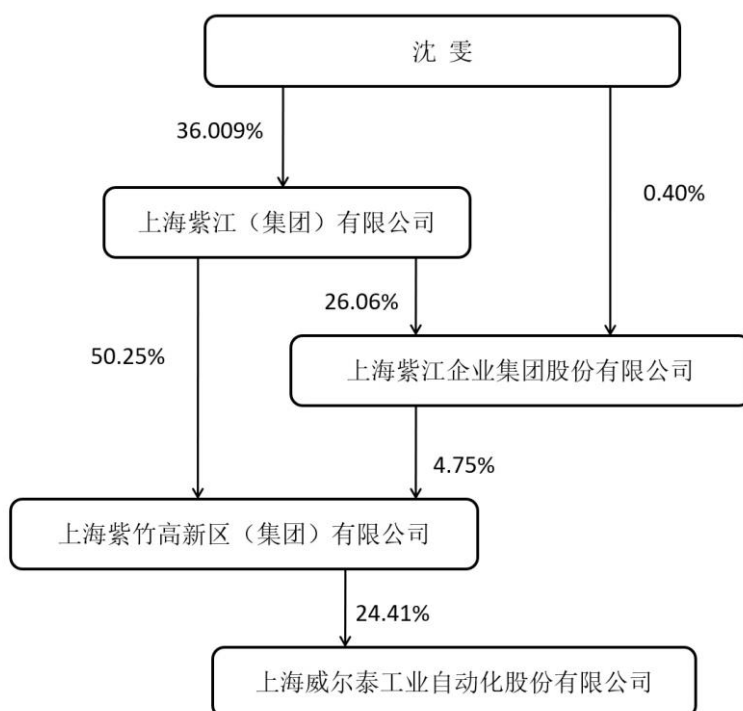 沈 雯
36.009%
0.40%
上海紫江（集团）有限公司
26.06%
50.25%
上海紫江企业集团股份有限公司
4.75%
上海紫竹高新区（集团）有限公司
24.41%
上海威尔泰工业自动化股份有限公司